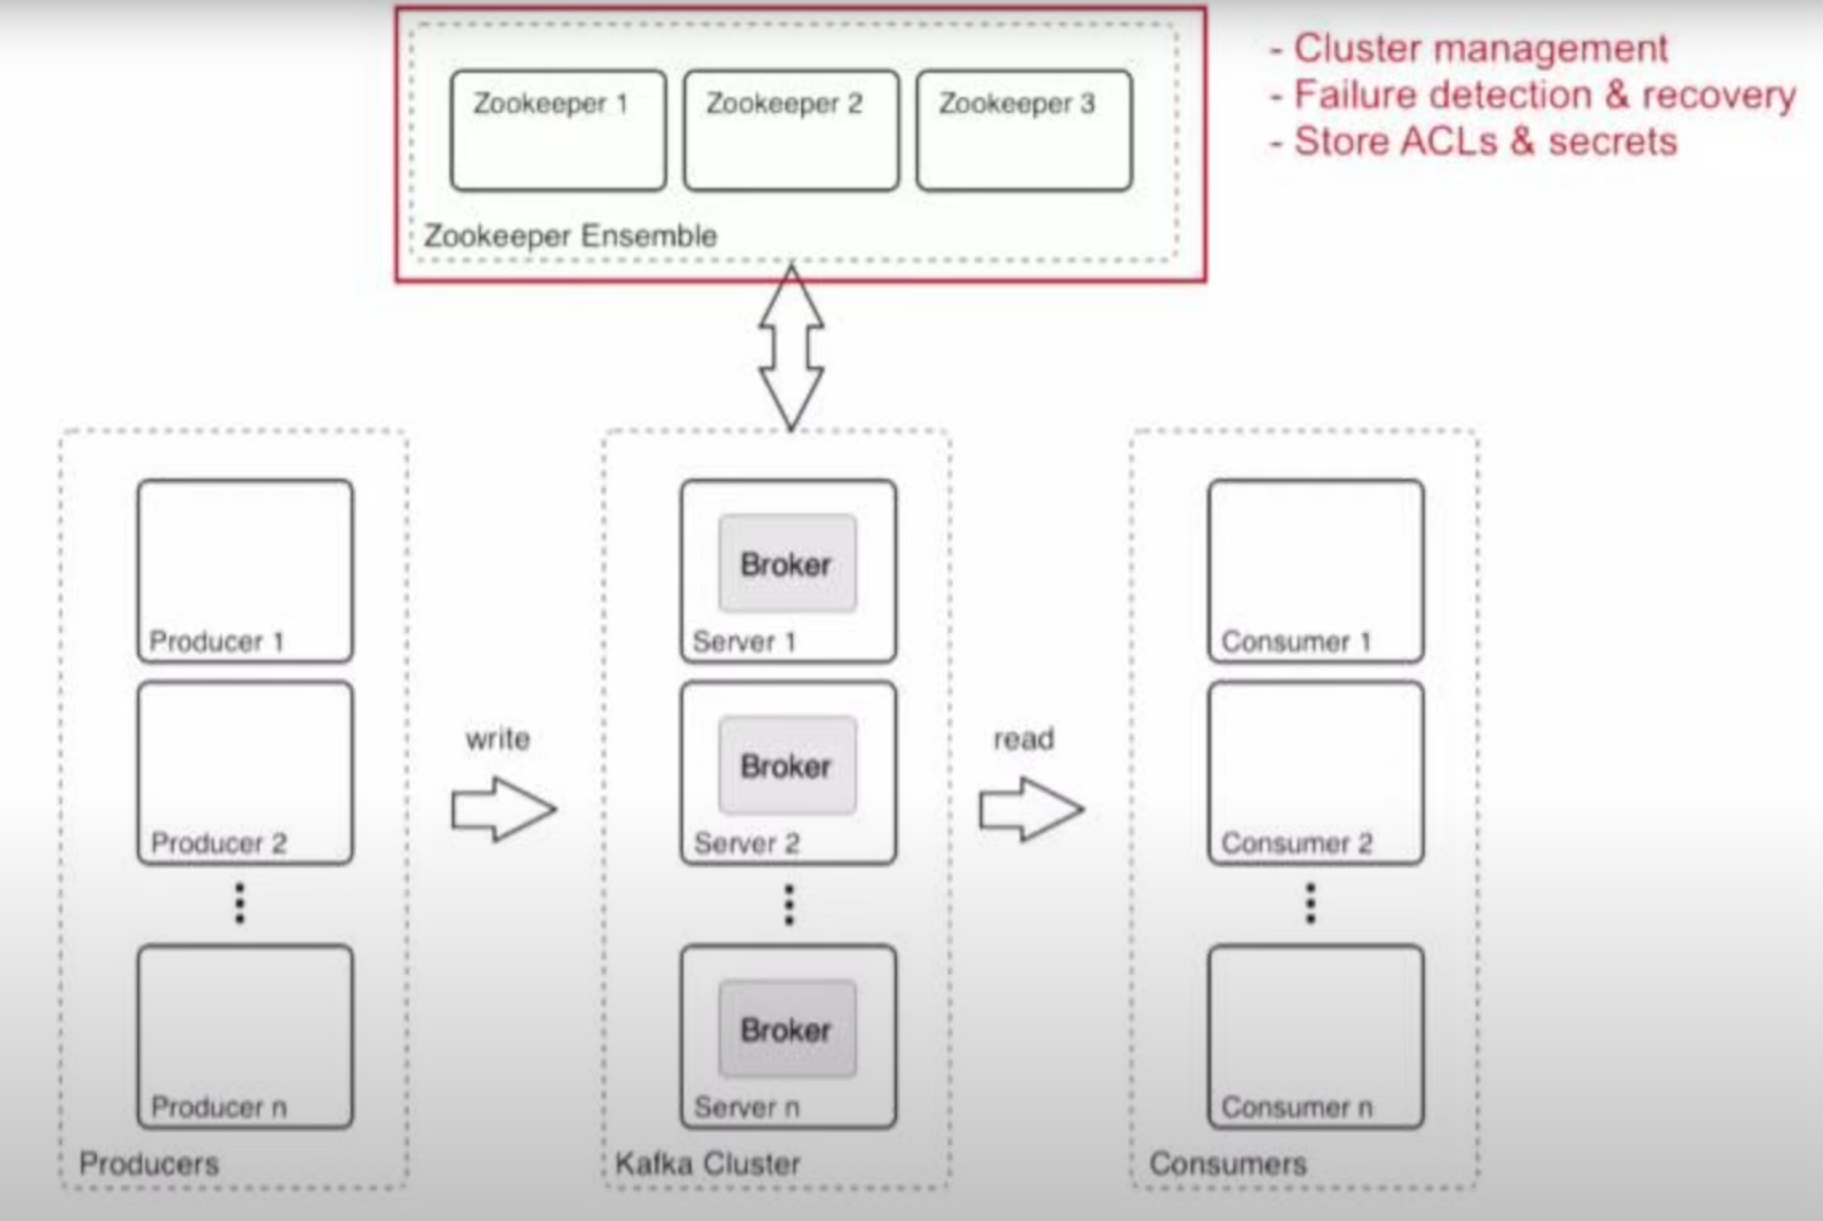 Zookeeper 1
Zookeeper 2
Zookeeper 3
Zookeeper Ensemble
- Cluster management
- Failure detection & recovery
- Store ACLs & secrets
Producer 1
Producer 2
Producer n
Producers
write
Broker
Server 1
Broker
Server 2
Broker
Server n
Kafka Cluster
read
Consumer 1
Consumer 2
Consumer n
Consumers